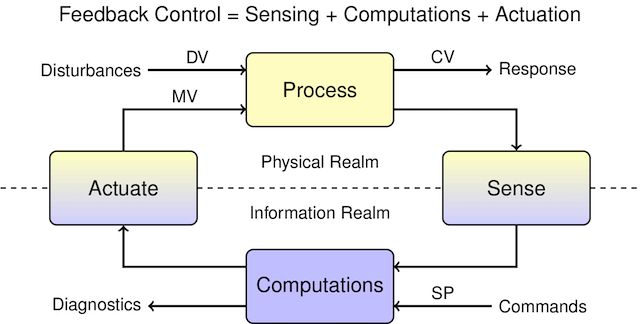 Feedback Control = Sensing + Computations + Actuation
DV
CV
Disturbances
Process
Response
MV
Physical Realm
Actuate
Sense
Information Realm
Computations
SP
Diagnostics
Commands